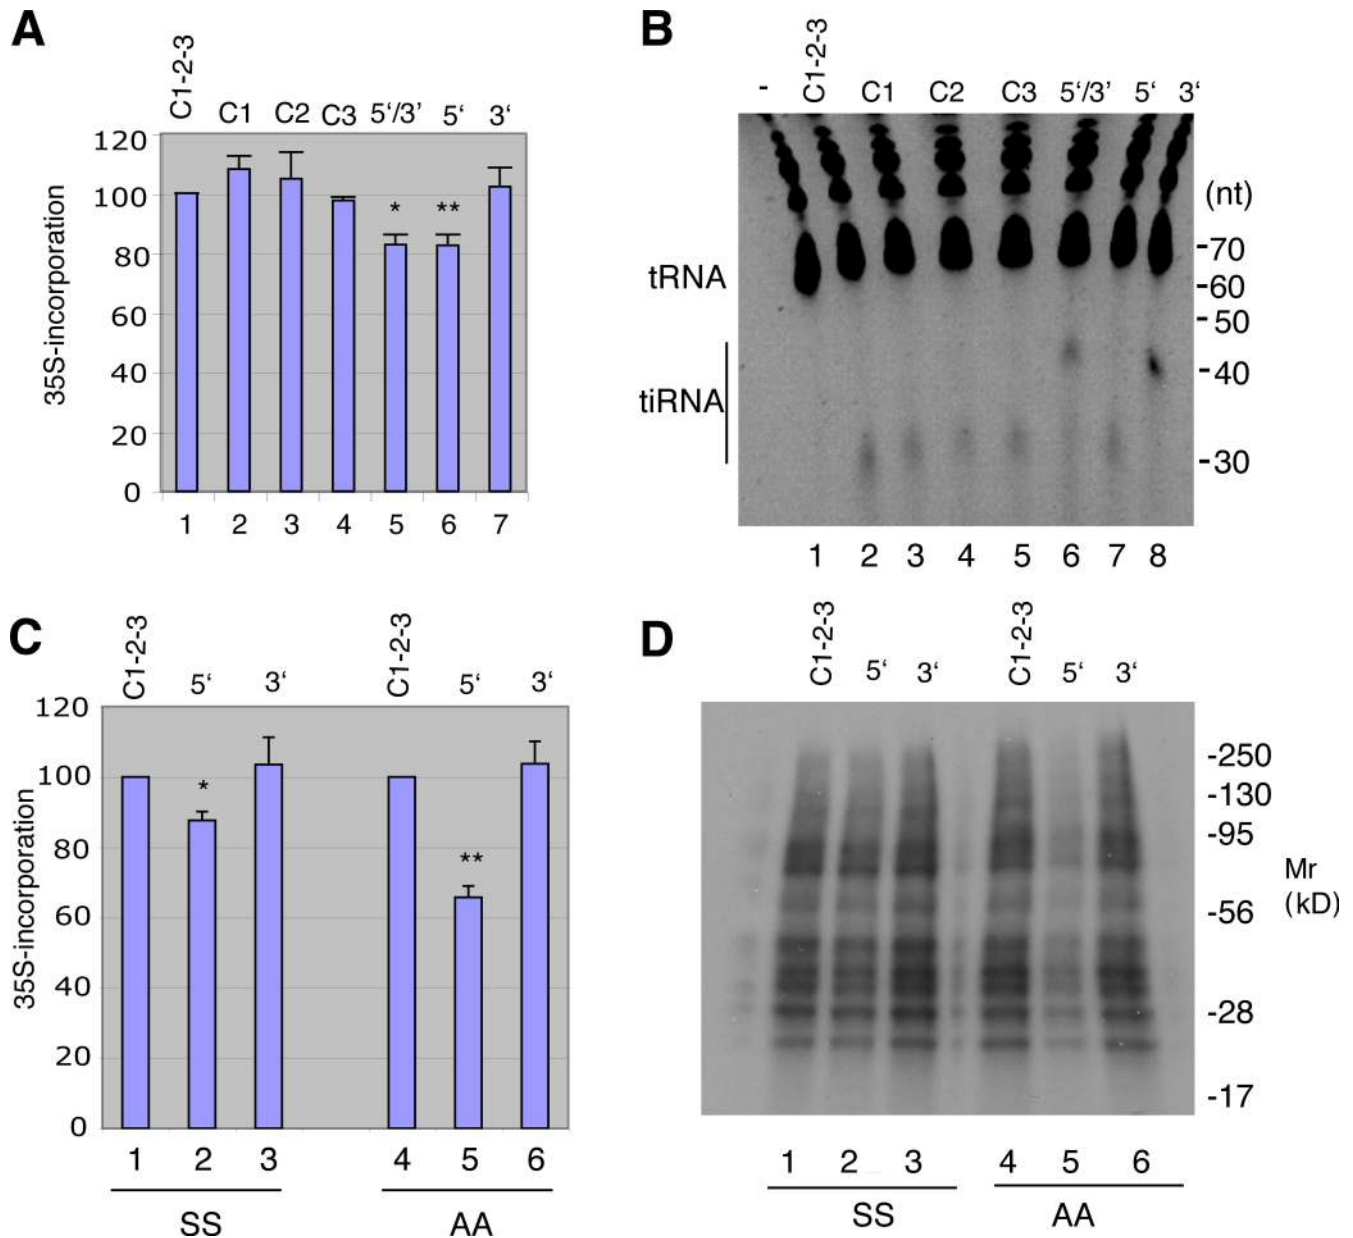 A
C1-2-3 C1 C2 C3 5‘/3’ 5‘ 3‘
120
100
80
60
40
20
0
35S-incorporation
* **
1 2 3 4 5 6 7
B
- C1-2-3 C1 C2 C3 5‘/3’ 5‘ 3‘
(nt)
-70
-60
-50
-40
-30
tRNA
tiRNA
1 2 3 4 5 6 7 8
C
C1-2-3 5‘ 3‘ C1-2-3 5‘ 3‘
120
100
80
60
40
20
0
35S-incorporation
* **
1 2 3 4 5 6
SS AA
D
C1-2-3 5‘ 3‘ C1-2-3 5‘ 3‘
-250
-130
-95
-56
-28
-17
Mr
(kD)
1 2 3 4 5 6
SS AA